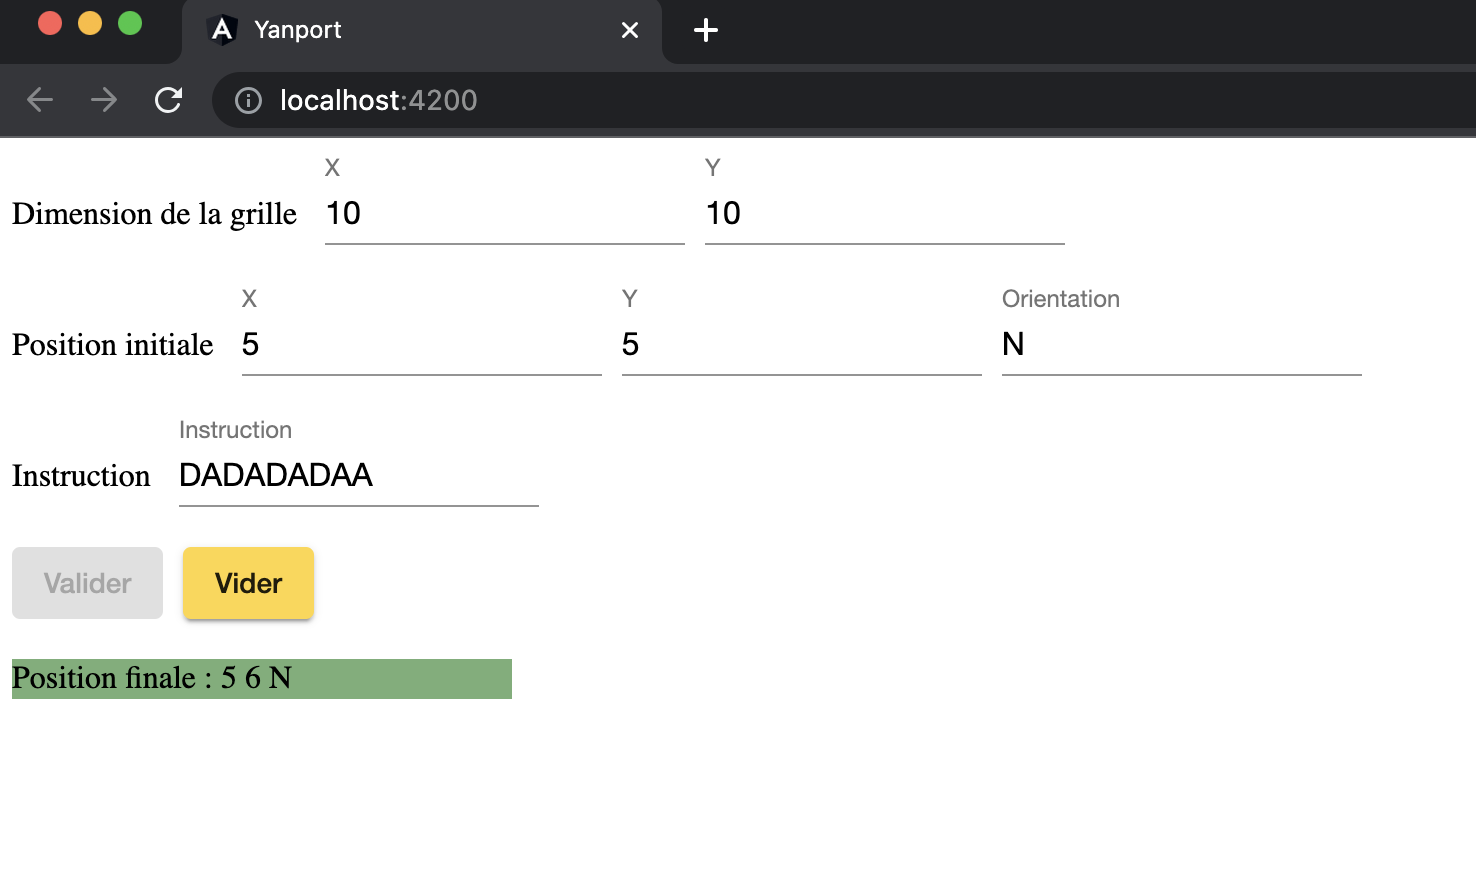 Yanport
localhost:4200
X Y
Dimension de la grille 10 10
X Y Orientation
Position initiale 5 5 N
Instruction
Instruction DADADADAA
Valider Vider
Position finale : 5 6 N